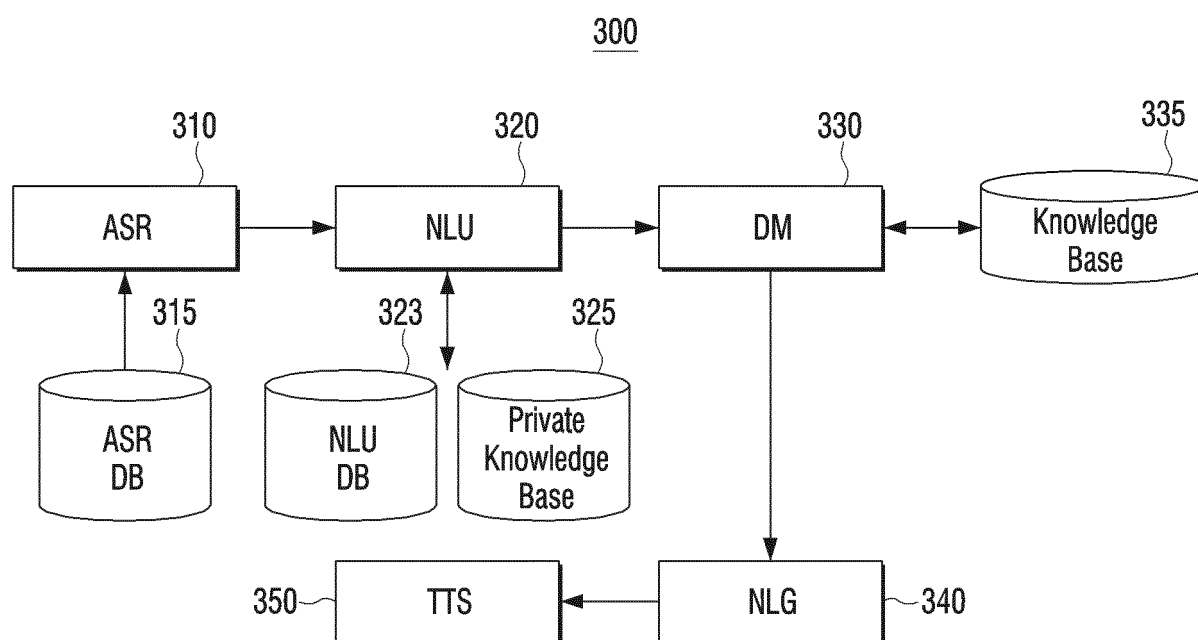 300
310
320
330
335
ASR
NLU
DM
Knowledge
Base
315
323
325
ASR
DB
NLU
DB
Private
Knowledge
Base
350
TTS
NLG
340